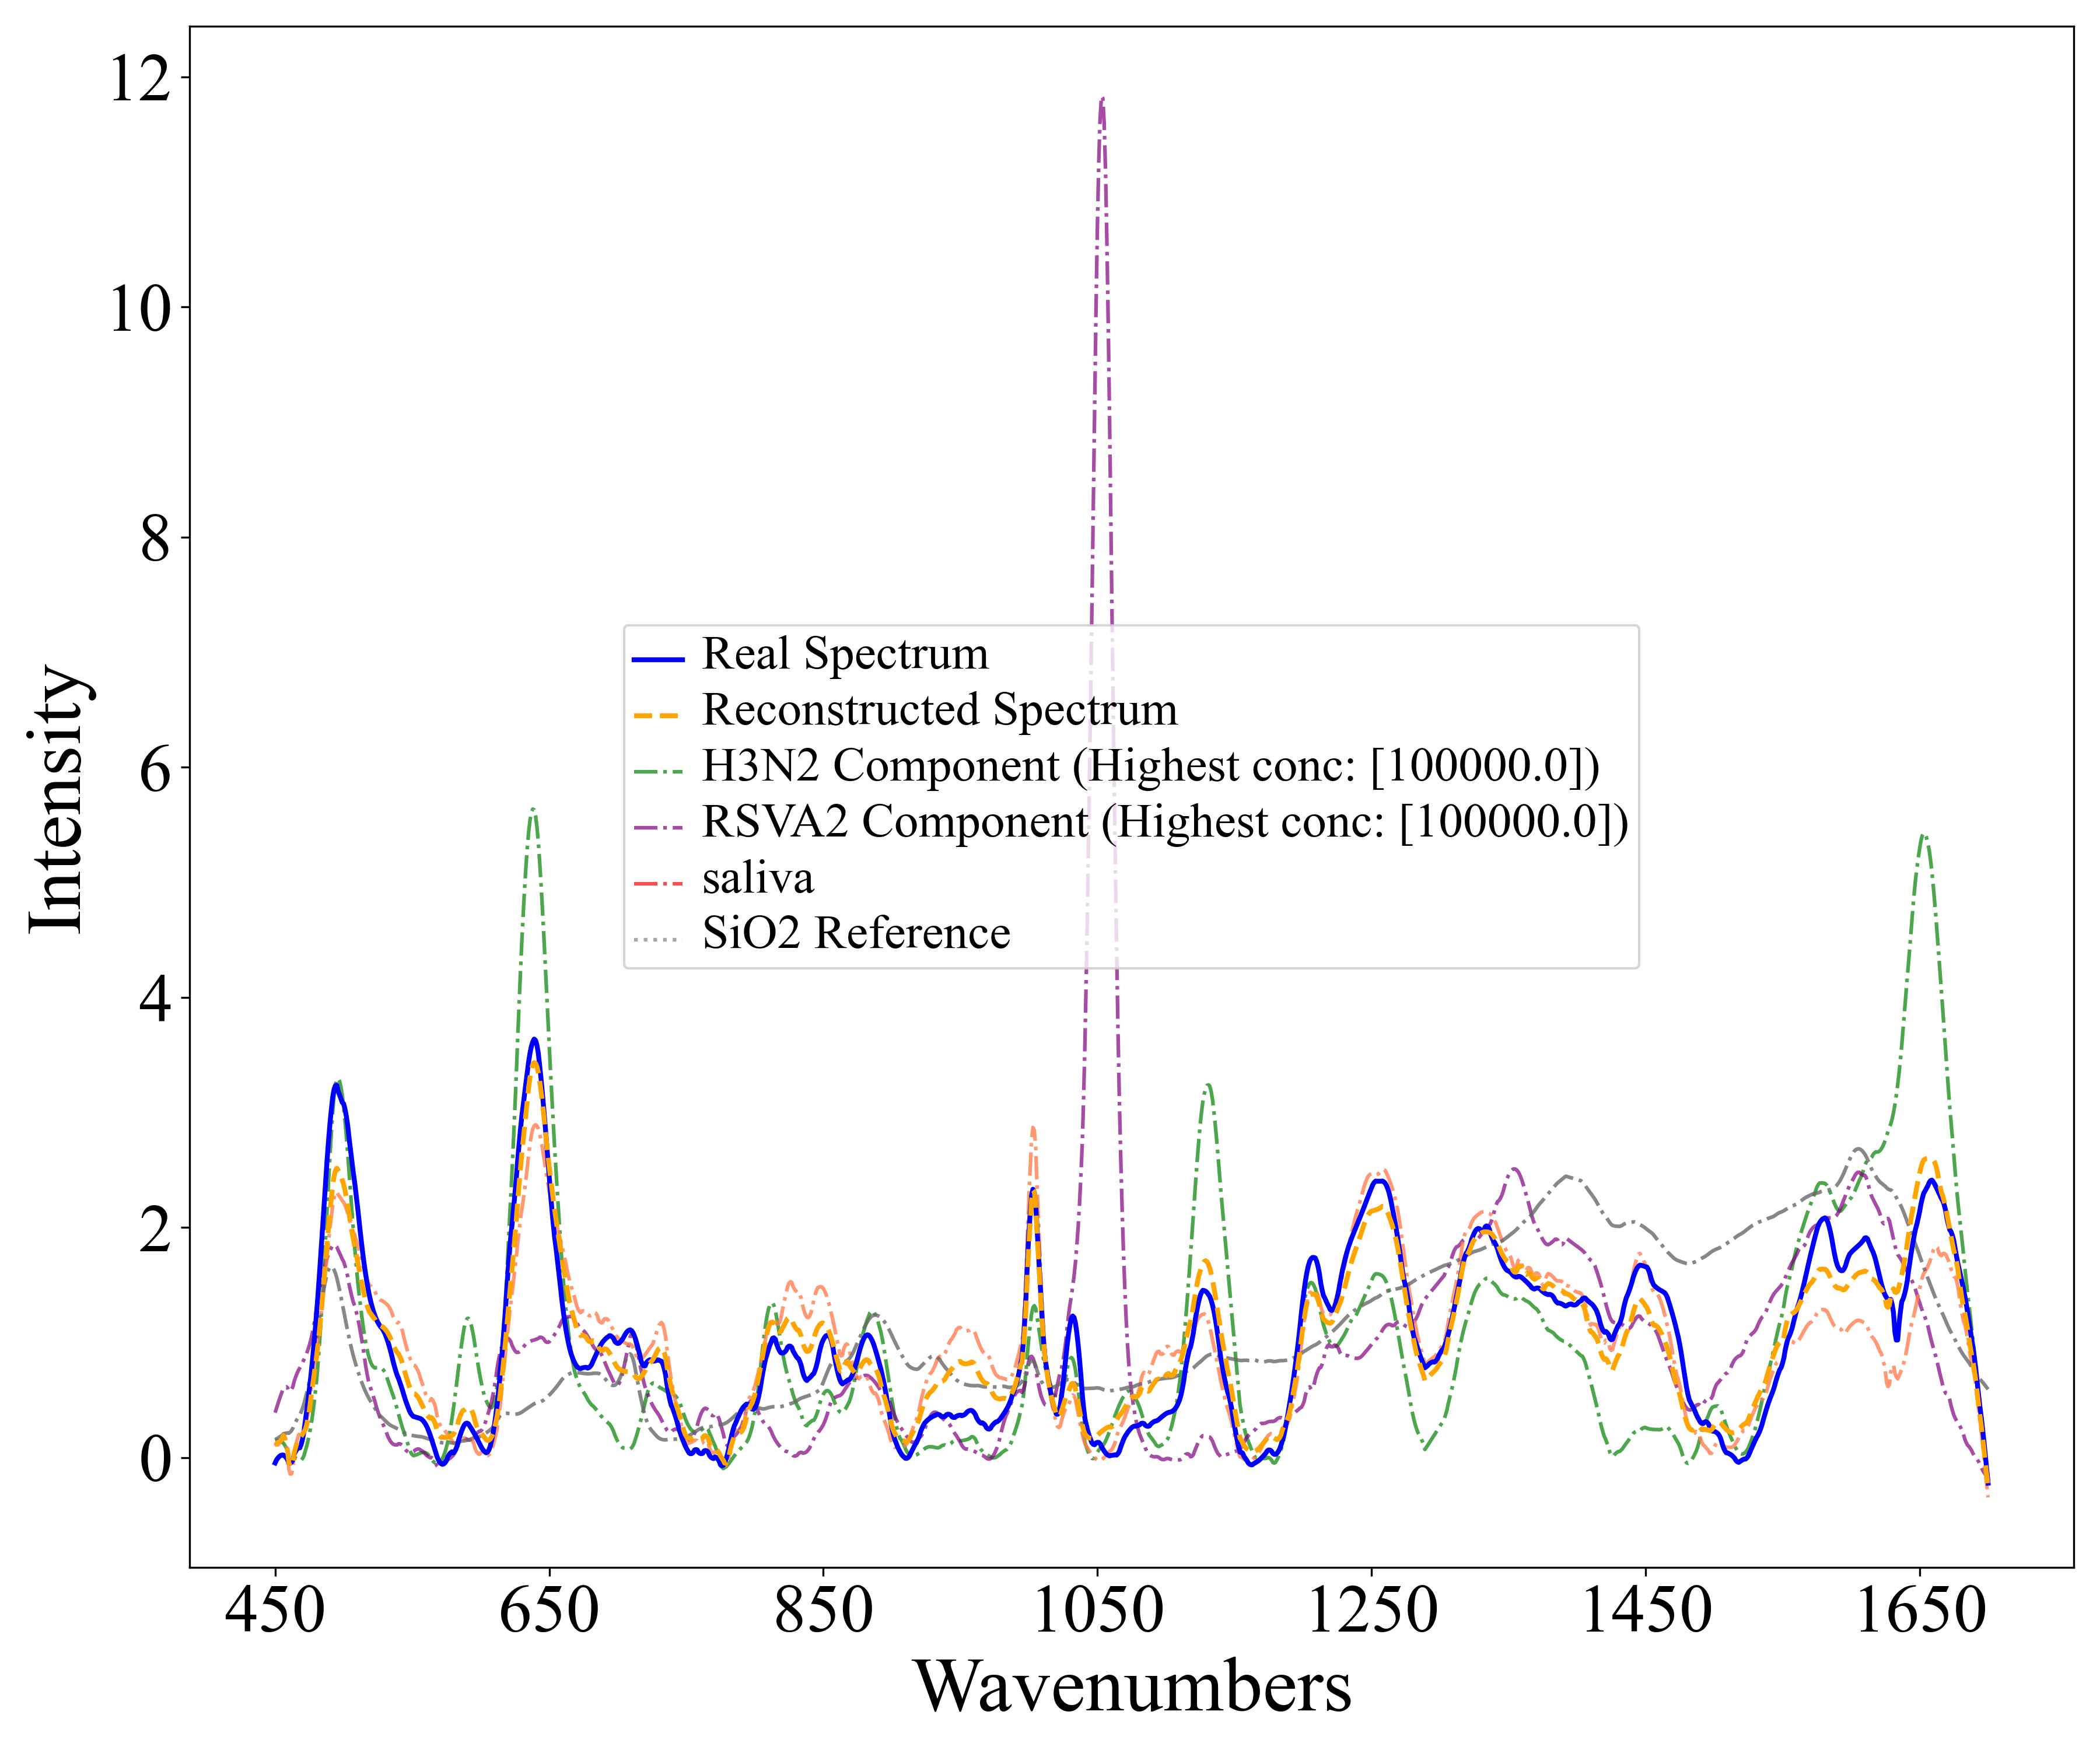 12
10
8
6
4
2
0
Intensity
Real Spectrum
Reconstructed Spectrum
H3N2 Component (Highest conc: [100000.0])
RSVA2 Component (Highest conc: [100000.0])
saliva
SiO2 Reference
450 650 850 1050 1250 1450 1650
Wavenumbers